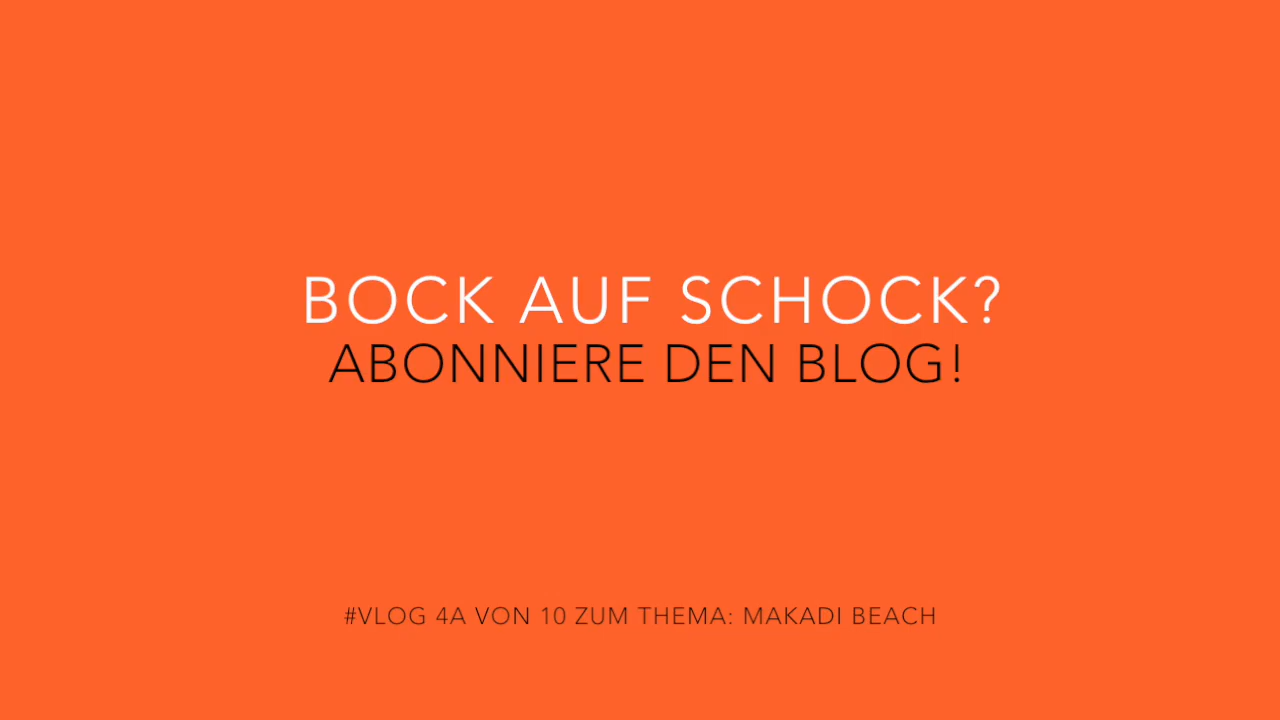 BOCK AUF SCHOCK?
ABONNIERE DEN BLOG!
#VLOG 4A VON 10 ZUM THEMA: MAKADI BEACH